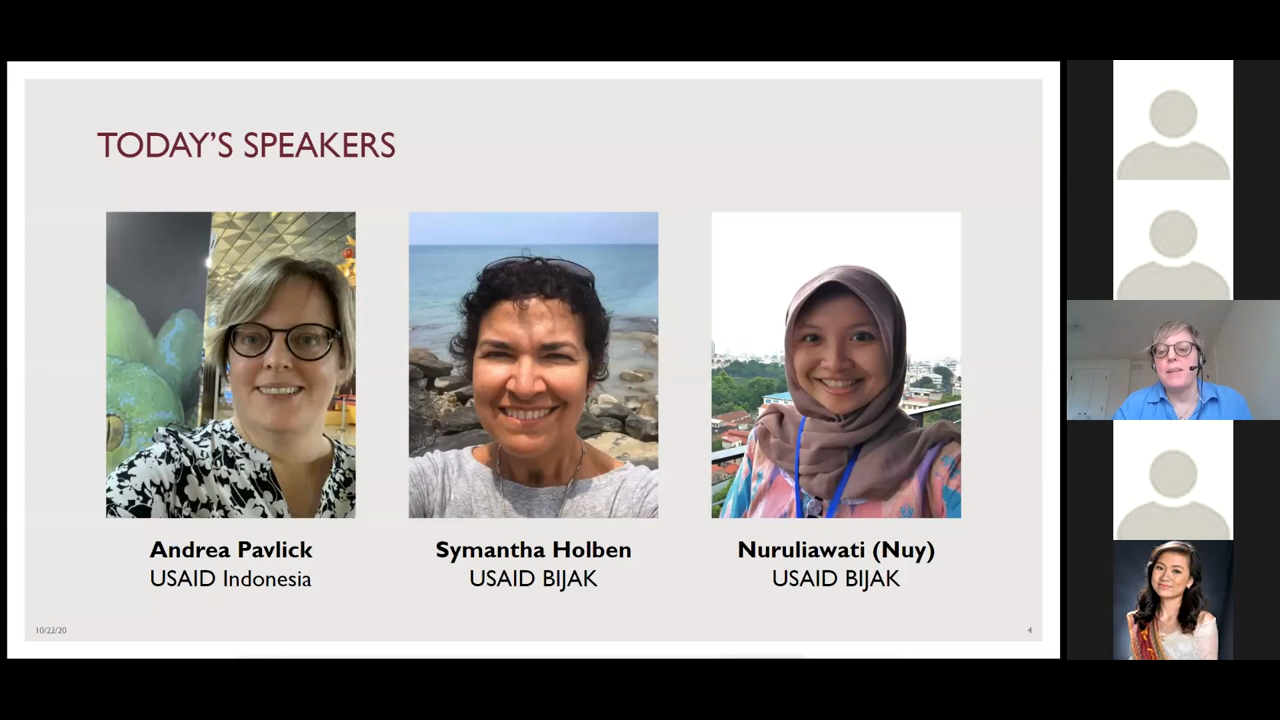 TODAY'S SPEAKERS
Andrea Pavlick
USAID Indonesia
Symantha Holben
USAID BIJAK
Nuruliawati (Nuy)
USAID BIJAK
10/22/20
4